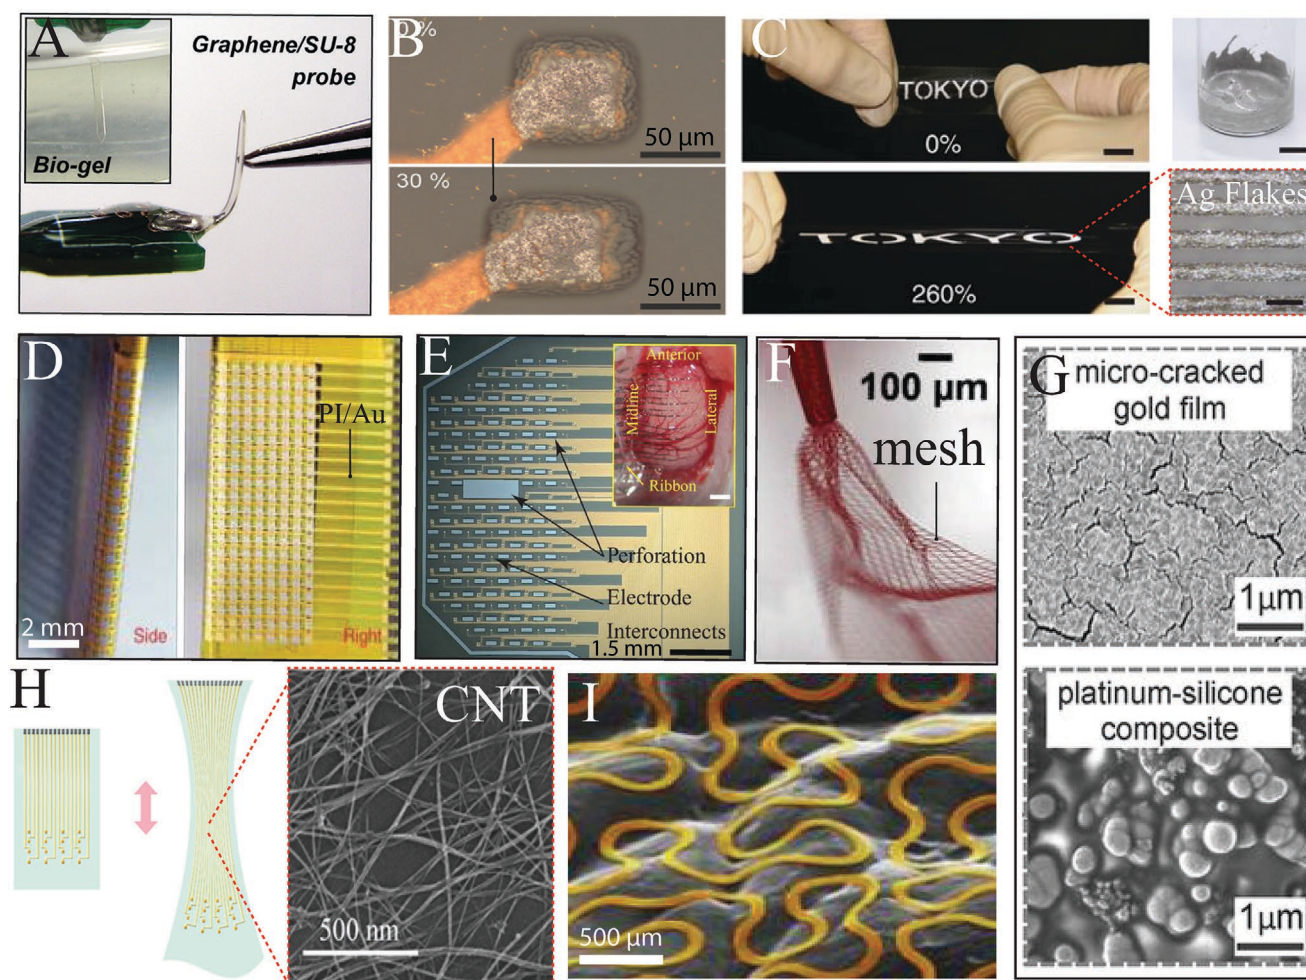 A
Graphene/SU-8
probe
Bio-gel
B
0 %
50 µm
30 %
50 µm
C
TOKYO
0%
TOKYO
260%
Ag Flakes
D
PI/Au
2 mm
Side
Right
E
Anterior
Midline
Lateral
Ribbon
Perforation
Electrode
Interconnects
1.5 mm
F
100 µm
mesh
G
micro-cracked
gold film
1µm
platinum-silicone
composite
1µm
H
CNT
500 nm
I
500 µm